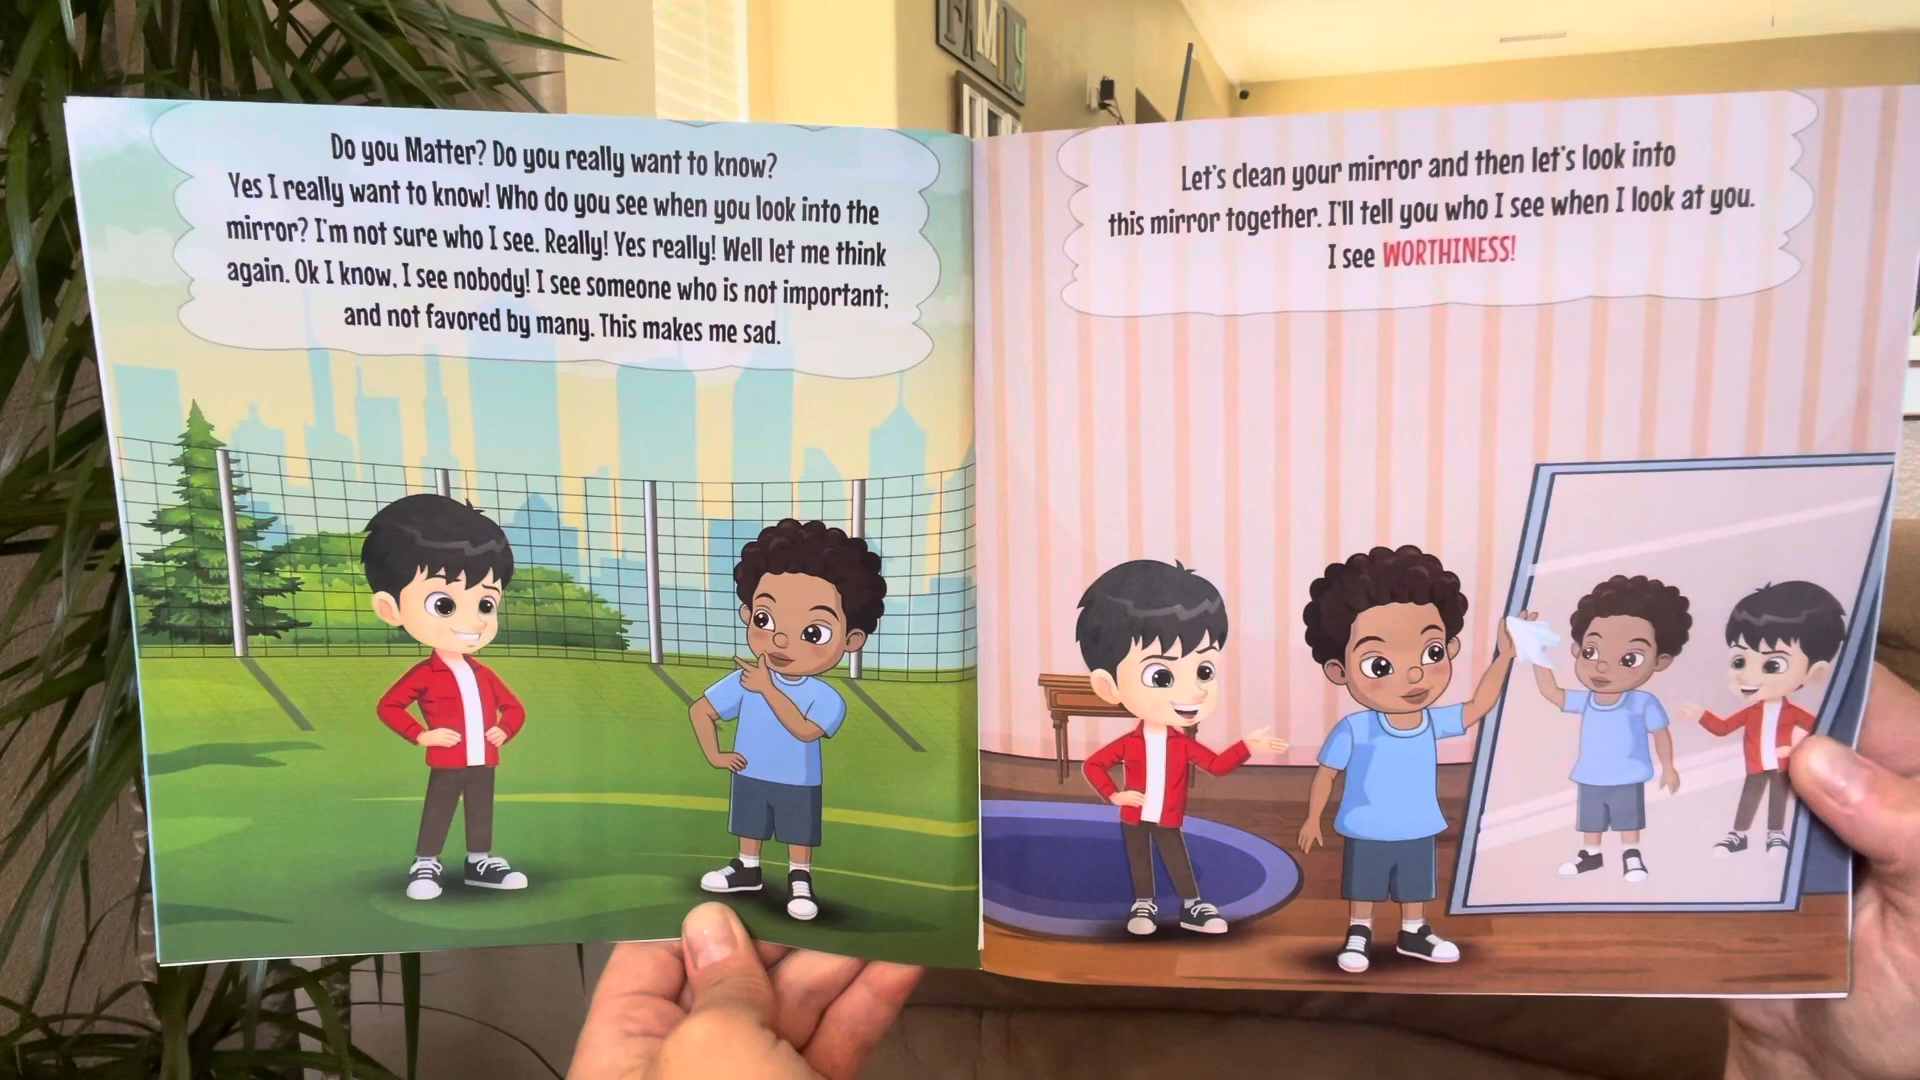 FAMILY
Do you Matter? Do you really want to know?
Yes I really want to know! Who do you see when you look into the
mirror? I'm not sure who I see. Really! Yes really! Well let me think
again. Ok I know, I see nobody! I see someone who is not important;
and not favored by many. This makes me sad.
Let's clean your mirror and then let's look into
this mirror together. I'll tell you who I see when I look at you.
I see WORTHINESS!